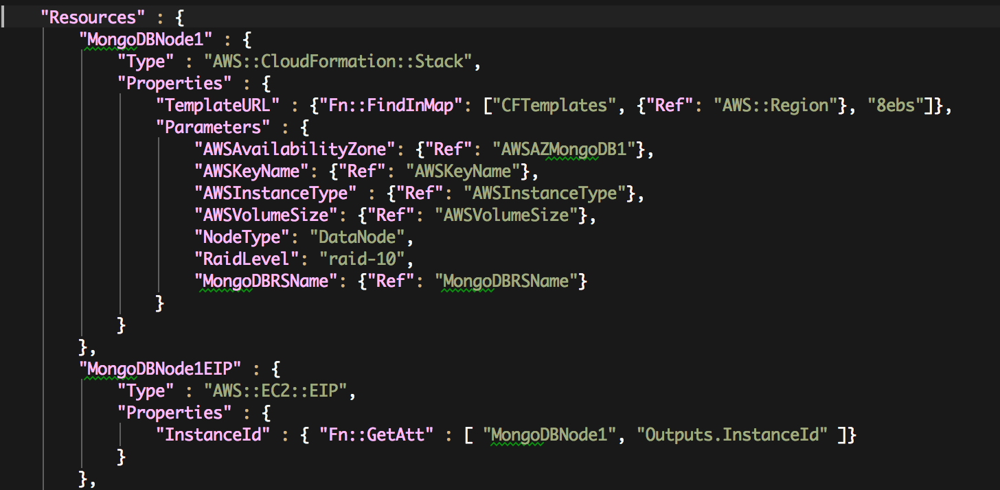 "Resources" : {
"MongoDBNode1" : {
"Type" : "AWS::CloudFormation::Stack",
"Properties" : {
"TemplateURL" : {"Fn::FindInMap": ["CFTemplates", {"Ref": "AWS::Region"}, "8ebs"]},
"Parameters" : {
"AWSAvailabilityZone": {"Ref": "AWSAZMongoDB1"},
"AWSKeyName": {"Ref": "AWSKeyName"},
"AWSInstanceType" : {"Ref": "AWSInstanceType"},
"AWSVolumeSize": {"Ref": "AWSVolumeSize"},
"NodeType": "DataNode",
"RaidLevel": "raid-10",
"MongoDBRSName": {"Ref": "MongoDBRSName"}
}
}
},
"MongoDBNode1EIP" : {
"Type" : "AWS::EC2::EIP",
"Properties" : {
"InstanceId" : { "Fn::GetAtt" : [ "MongoDBNode1", "Outputs.InstanceId" ]}
}
},